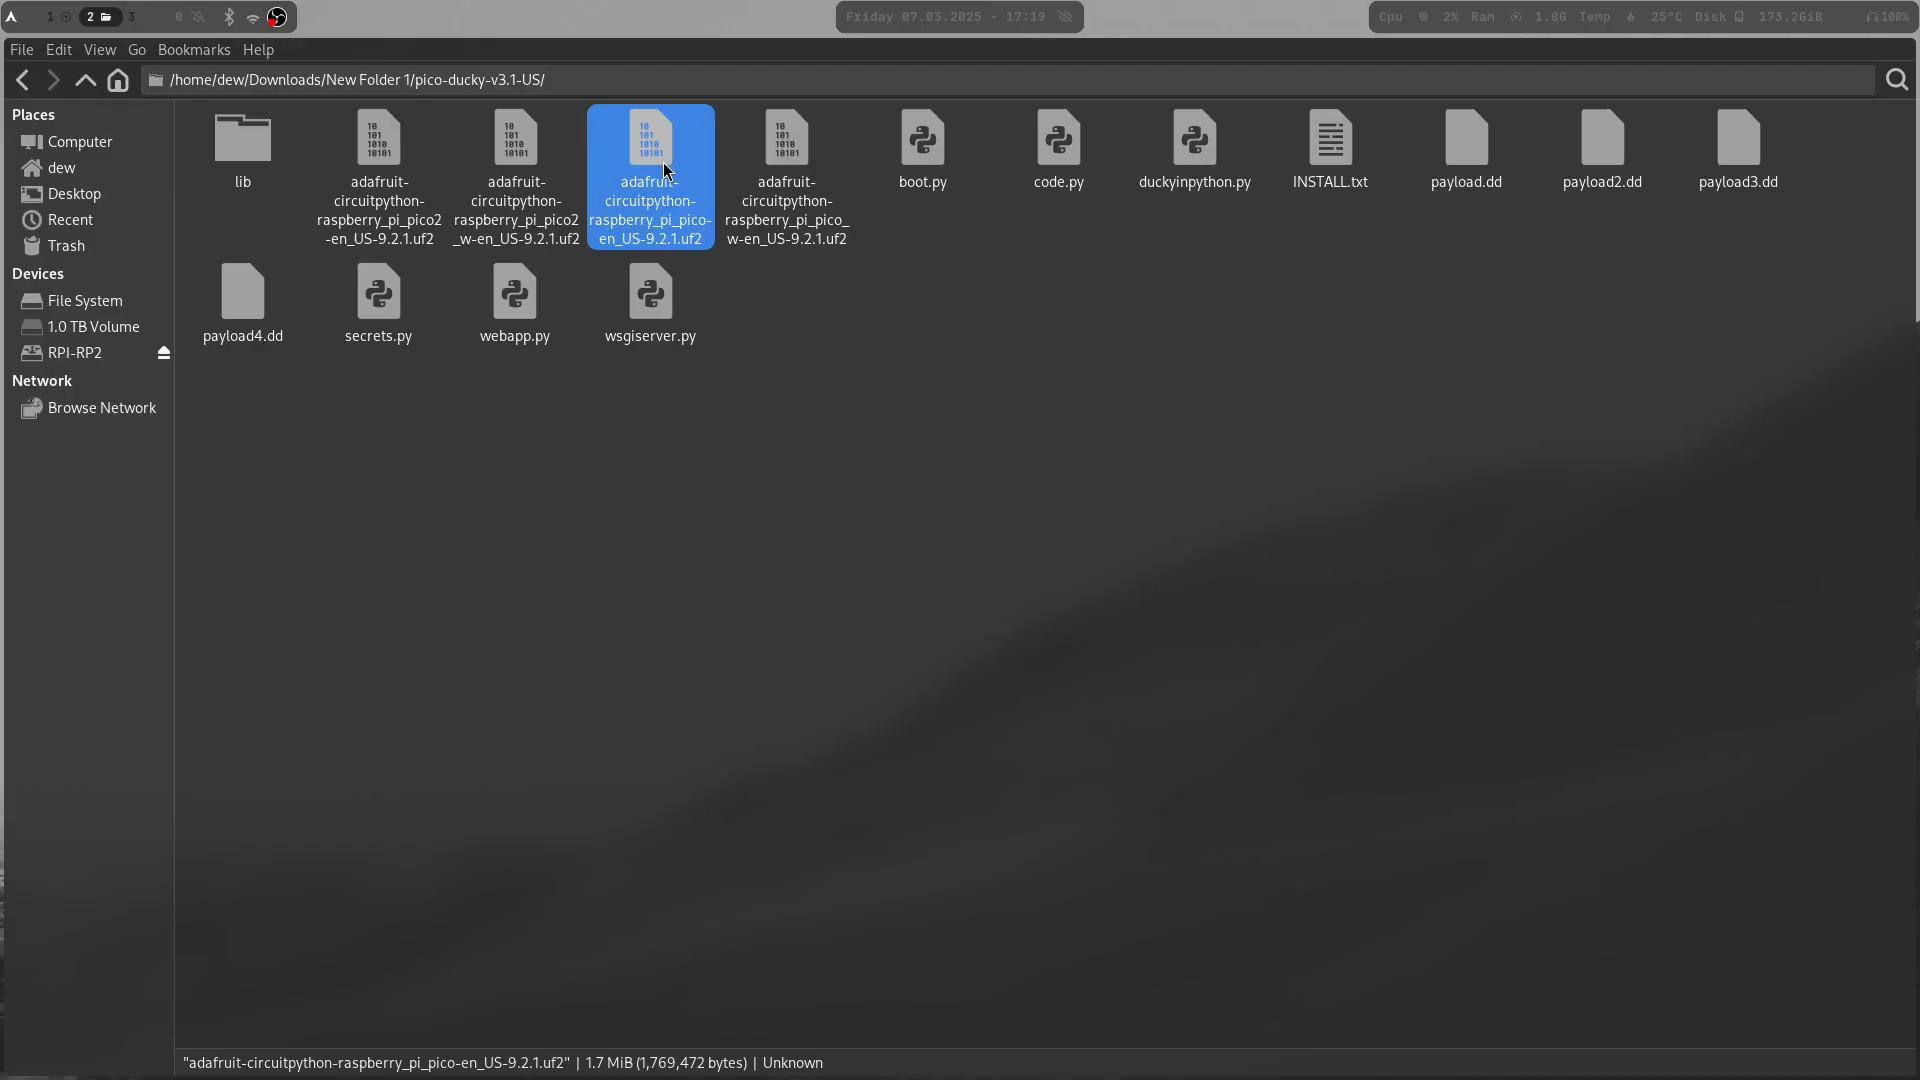 1 2 3 0
Friday 07.03.2025 - 17:19
Cpu 2% Ram 1.8G Temp 25°C Disk 173.2GiB 100%
File Edit View Go Bookmarks Help
/home/dew/Downloads/New Folder 1/pico-ducky-v3.1-US/
Places
Computer
dew
Desktop
Recent
Trash
Devices
File System
1.0 TB Volume
RPI-RP2
Network
Browse Network
lib
adafruit-
circuitpython-
raspberry_pi_pico2
-en_US-9.2.1.uf2
adafruit-
circuitpython-
raspberry_pi_pico2
_w-en_US-9.2.1.uf2
adafruit-
circuitpython-
raspberry_pi_pico-
en_US-9.2.1.uf2
adafruit-
circuitpython-
raspberry_pi_pico_
w-en_US-9.2.1.uf2
boot.py
code.py
duckyinpython.py
INSTALL.txt
payload.dd
payload2.dd
payload3.dd
payload4.dd
secrets.py
webapp.py
wsgiserver.py
"adafruit-circuitpython-raspberry_pi_pico-en_US-9.2.1.uf2" | 1.7 MiB (1,769,472 bytes) | Unknown